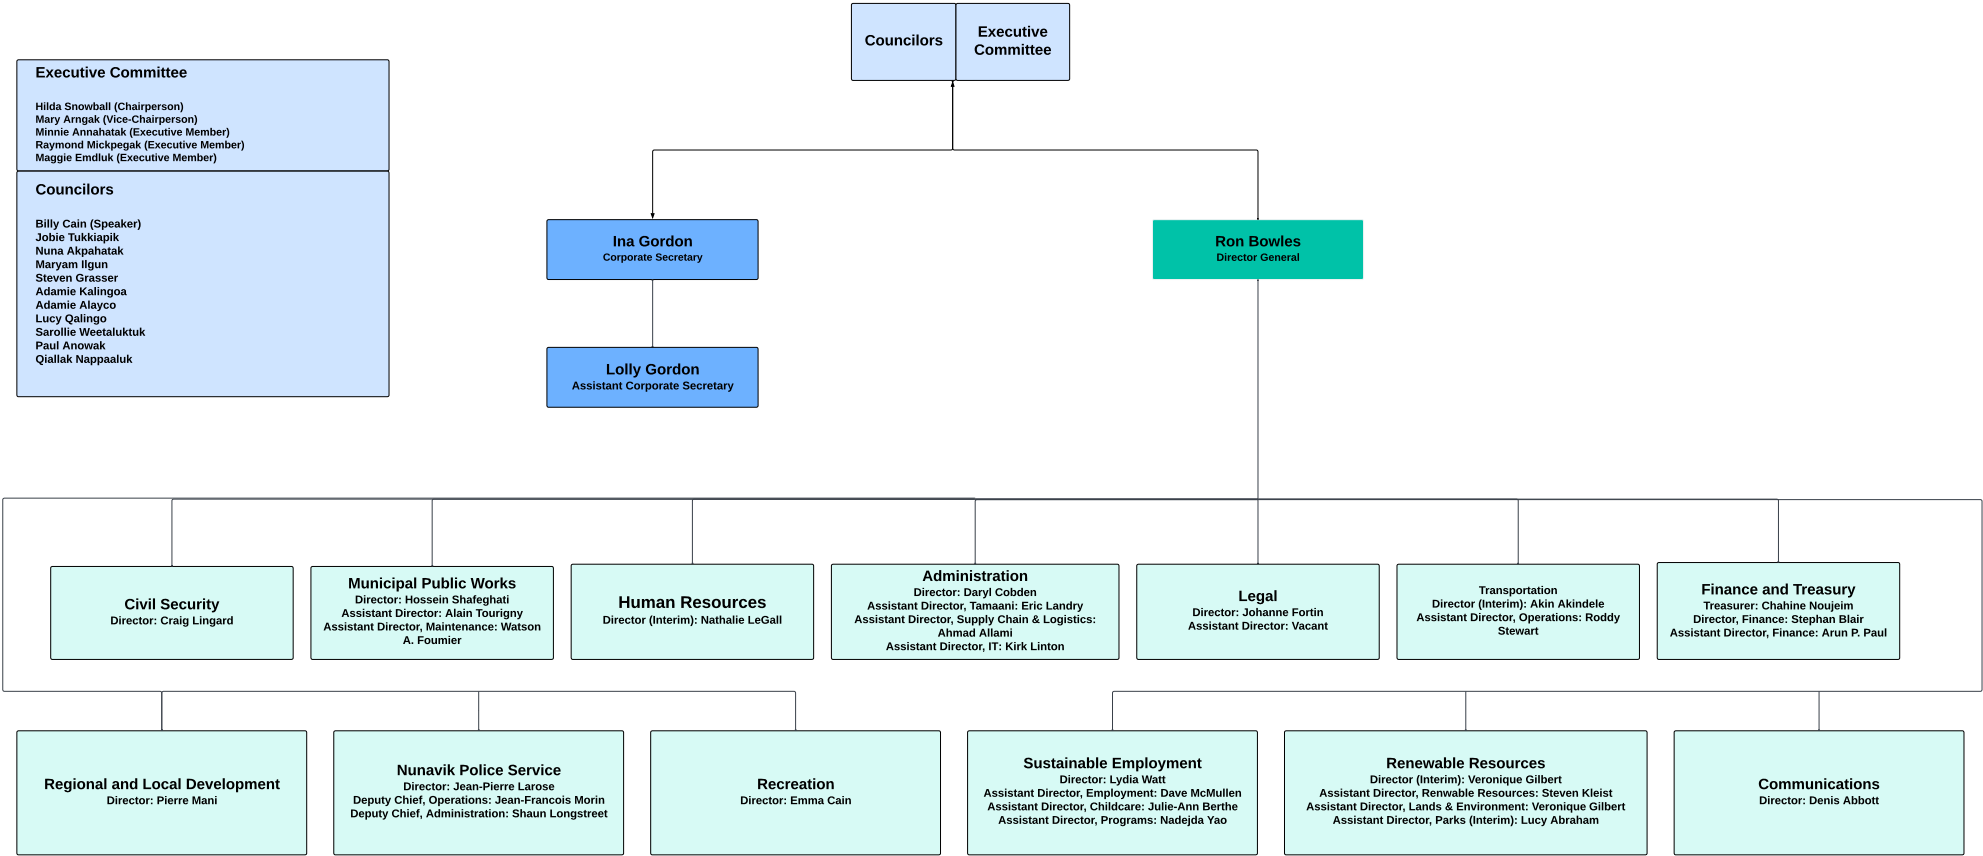 Councilors
Executive
Committee
Executive Committee
Hilda Snowball (Chairperson)
Mary Arngak (Vice-Chairperson)
Minnie Annahatak (Executive Member)
Raymond Mickpegak (Executive Member)
Maggie Emdluk (Executive Member)
Councilors
Billy Cain (Speaker)
Jobie Tukkiapik
Nuna Akpahatak
Maryam Ilgun
Steven Grasser
Adamie Kalingoa
Adamie Alayco
Lucy Qalingo
Sarollie Weetaluktuk
Paul Anowak
Qiallak Nappaaluk
Ina Gordon
Corporate Secretary
Ron Bowles
Director General
Lolly Gordon
Assistant Corporate Secretary
Civil Security
Director: Craig Lingard
Municipal Public Works
Director: Hossein Shafeghati
Assistant Director: Alain Tourigny
Assistant Director, Maintenance: Watson
A. Foumier
Human Resources
Director (Interim): Nathalie LeGall
Administration
Director: Daryl Cobden
Assistant Director, Tamaani: Eric Landry
Assistant Director, Supply Chain & Logistics:
Ahmad Allami
Assistant Director, IT: Kirk Linton
Legal
Director: Johanne Fortin
Assistant Director: Vacant
Transportation
Director (Interim): Akin Akindele
Assistant Director, Operations: Roddy
Stewart
Finance and Treasury
Treasurer: Chahine Noujeim
Director, Finance: Stephan Blair
Assistant Director, Finance: Arun P. Paul
Regional and Local Development
Director: Pierre Mani
Nunavik Police Service
Director: Jean-Pierre Larose
Deputy Chief, Operations: Jean-Francois Morin
Deputy Chief, Administration: Shaun Longstreet
Recreation
Director: Emma Cain
Sustainable Employment
Director: Lydia Watt
Assistant Director, Employment: Dave McMullen
Assistant Director, Childcare: Julie-Ann Berthe
Assistant Director, Programs: Nadejda Yao
Renewable Resources
Director (Interim): Veronique Gilbert
Assistant Director, Renwable Resources: Steven Kleist
Assistant Director, Lands & Environment: Veronique Gilbert
Assistant Director, Parks (Interim): Lucy Abraham
Communications
Director: Denis Abbott